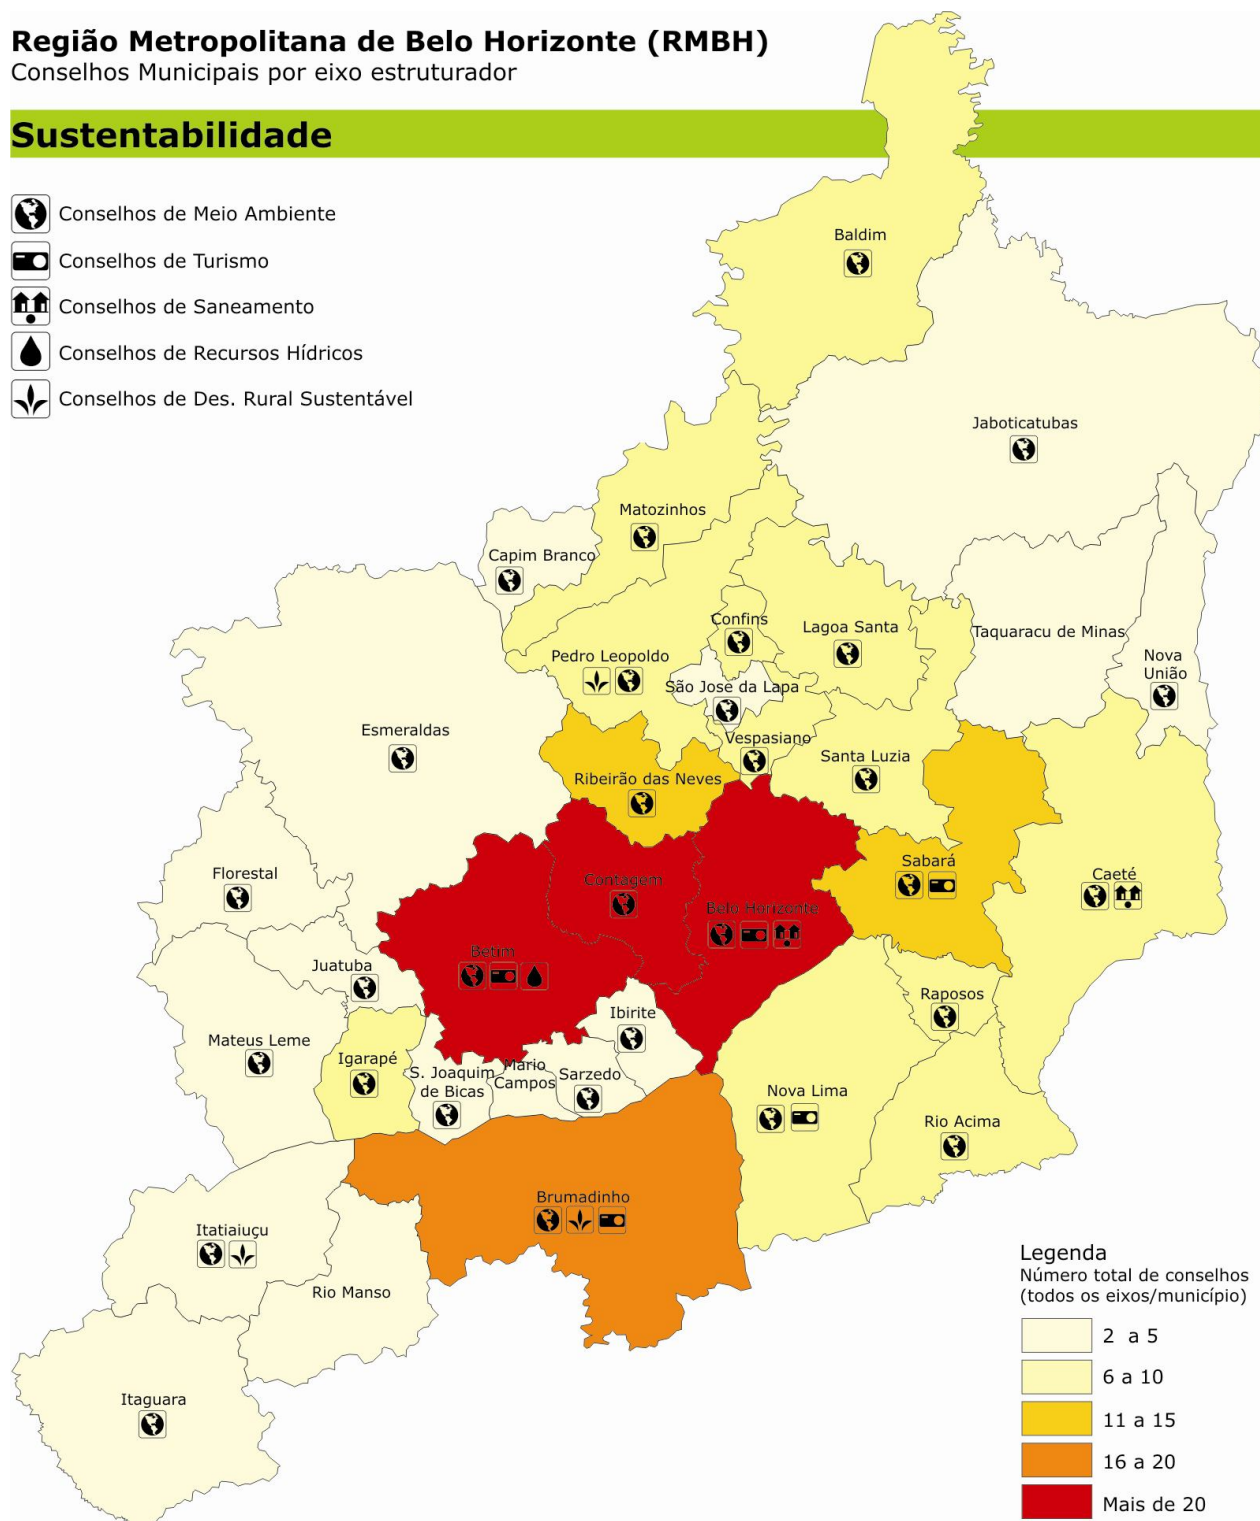 Região Metropolitana de Belo Horizonte (RMBH)
Conselhos Municipais por eixo estruturador
Sustentabilidade
Conselhos de Meio Ambiente
Conselhos de Turismo
Conselhos de Saneamento
Conselhos de Recursos Hídricos
Conselhos de Des. Rural Sustentável
Baldim
Jaboticatubas
Matozinhos
Capim Branco
Confins
Lagoa Santa
Taquaracu de Minas
Pedro Leopoldo
Nova
União
São Jose da Lapa
Esmeraldas
Vespasiano
Santa Luzia
Ribeirão das Neves
Sabará
Florestal
Contagem
Caeté
Belo Horizonte
Betim
Juatuba
Raposos
Ibirite
Mateus Leme
Igarapé
S. Joaquim
de Bicas
Mário
Campos
Sarzedo
Nova Lima
Rio Acima
Brumadinho
Itatiaiuçu
Rio Manso
Itaguara
Legenda
Número total de conselhos
(todos os eixos/município)
2 a 5
6 a 10
11 a 15
16 a 20
Mais de 20